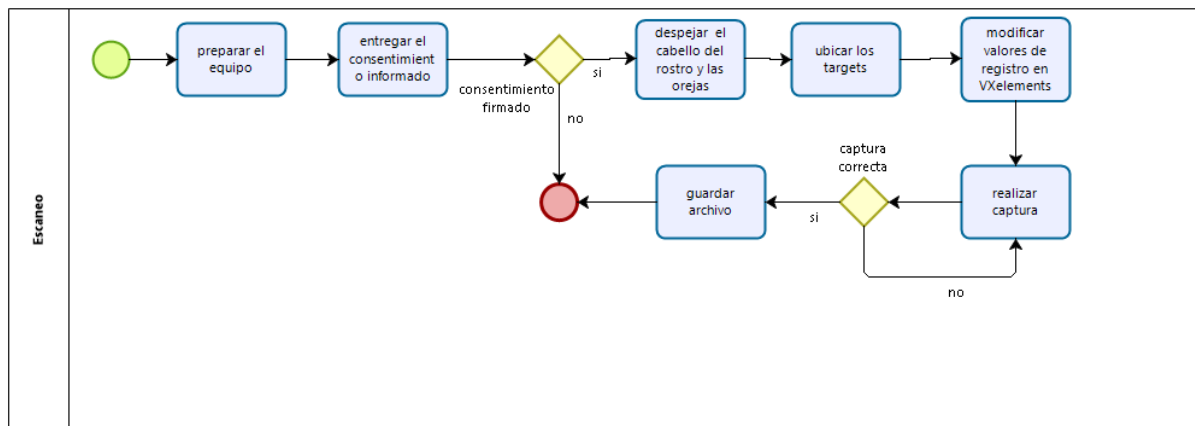 Escaneo
preparar el
equipo
entregar el
consentimient
o informado
consentimiento
firmado
si
no
despejar el
cabello del
rostro y las
orejas
ubicar los
targets
modificar
valores de
registro en
VXelements
realizar
captura
captura
correcta
si
no
guardar
archivo